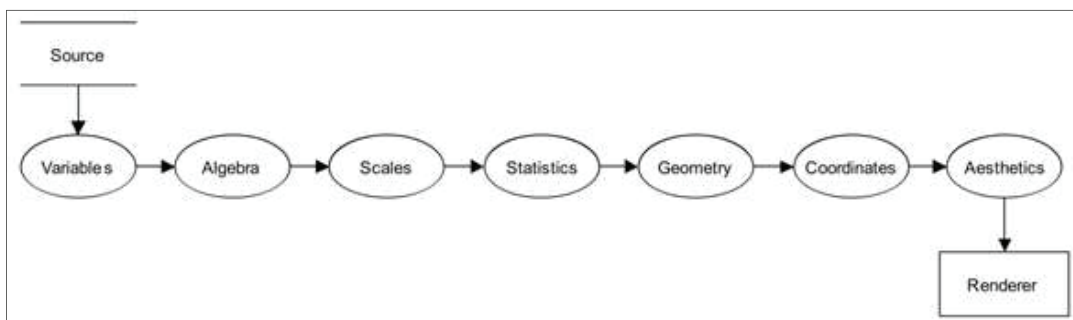 Source
Variables
Algebra
Scales
Statistics
Geometry
Coordinates
Aesthetics
Renderer